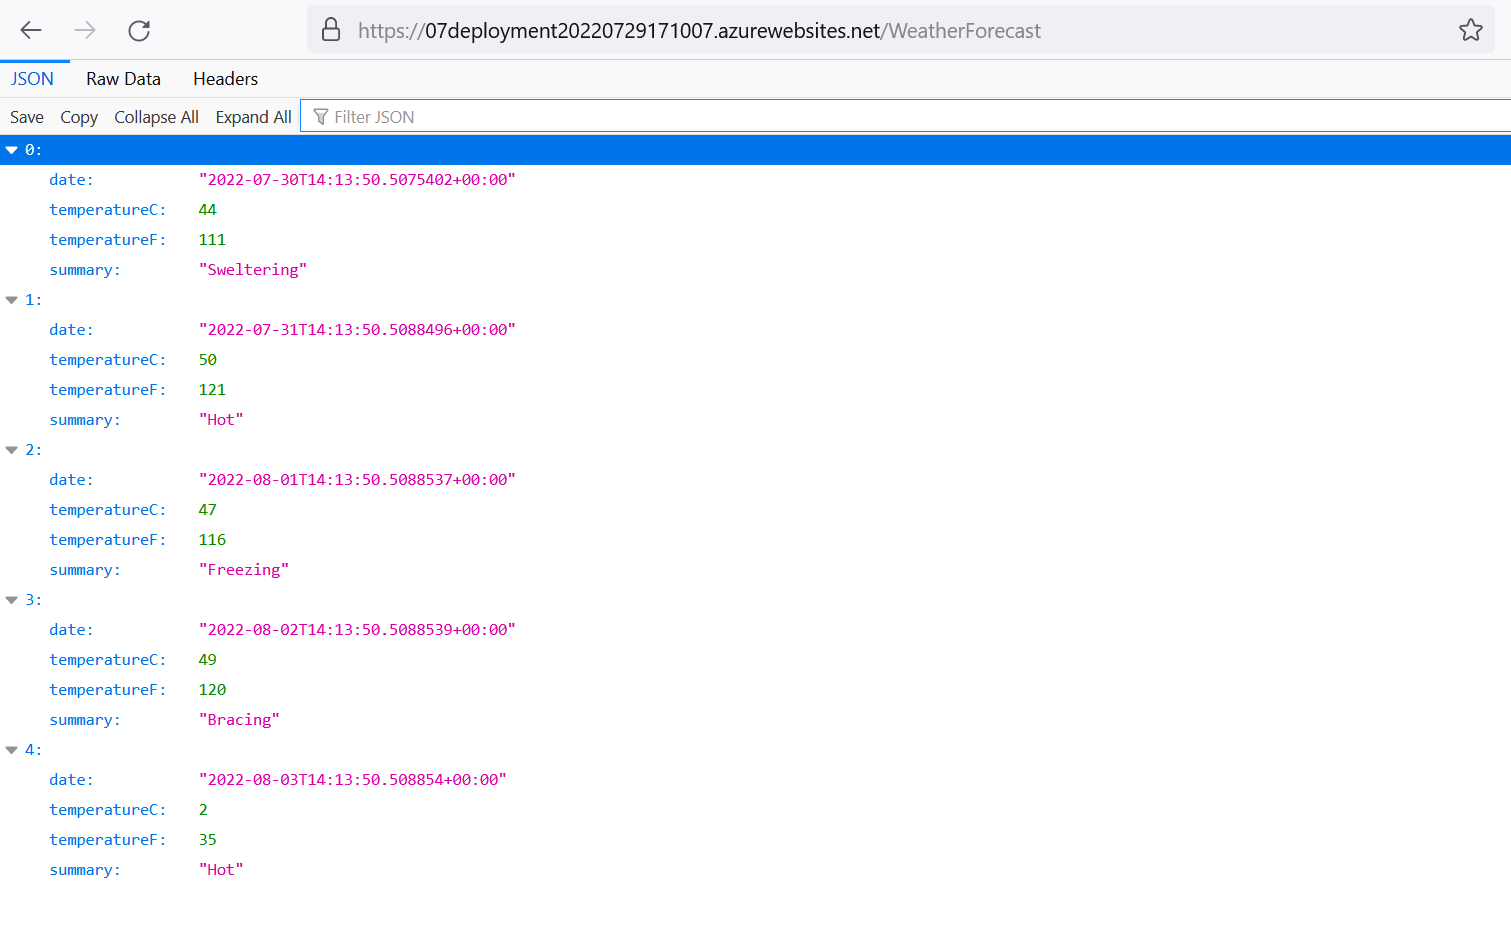 https://07deployment20220729171007.azurewebsites.net/WeatherForecast
JSON Raw Data Headers
Save Copy Collapse All Expand All Filter JSON
0:
date: "2022-07-30T14:13:50.5075402+00:00"
temperatureC: 44
temperatureF: 111
summary: "Sweltering"
1:
date: "2022-07-31T14:13:50.5088496+00:00"
temperatureC: 50
temperatureF: 121
summary: "Hot"
2:
date: "2022-08-01T14:13:50.5088537+00:00"
temperatureC: 47
temperatureF: 116
summary: "Freezing"
3:
date: "2022-08-02T14:13:50.5088539+00:00"
temperatureC: 49
temperatureF: 120
summary: "Bracing"
4:
date: "2022-08-03T14:13:50.508854+00:00"
temperatureC: 2
temperatureF: 35
summary: "Hot"